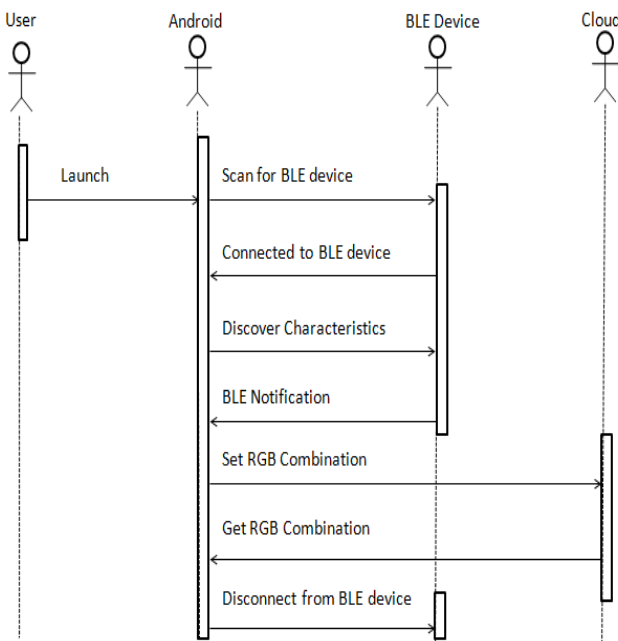 User
Android
BLE Device
Cloud
Launch
Scan for BLE device
Connected to BLE device
Discover Characteristics
BLE Notification
Set RGB Combination
Get RGB Combination
Disconnect from BLE device